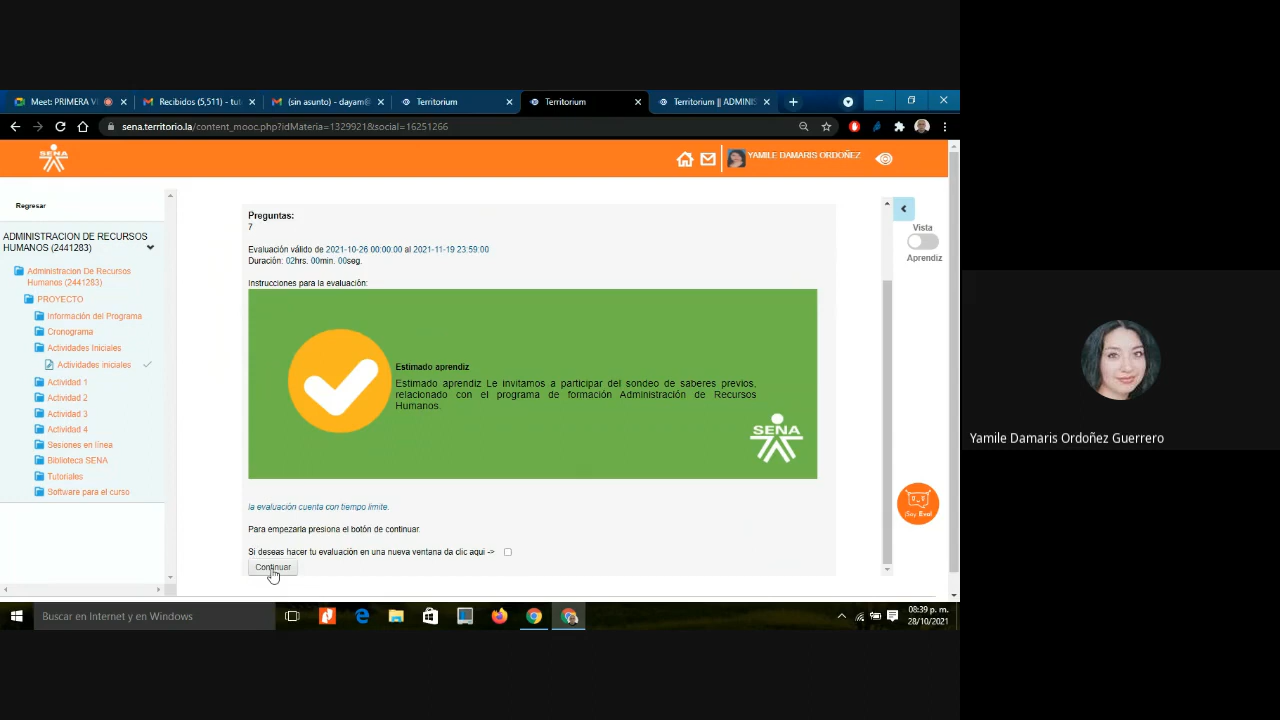 Meet: PRIMERA V
Recibidos (5,511) - tut
(sin asunto) - dayam@
Territorium
Territorium
Territorium || ADMINIS
sena.territorio.la/content_mooc.php?idMateria=1329921&social=16251266
SENA
YAMILE DAMARIS ORDOÑEZ
Regresar
ADMINISTRACION DE RECURSOS
HUMANOS (2441283)
Administracion De Recursos
Humanos (2441283)
PROYECTO
Información del Programa
Cronograma
Actividades Iniciales
Actividades iniciales
Actividad 1
Actividad 2
Actividad 3
Actividad 4
Sesiones en línea
Biblioteca SENA
Tutoriales
Software para el curso
Preguntas:
7
Evaluación válido de 2021-10-26 00:00:00 al 2021-11-19 23:59:00
Duración: 02hrs. 00min. 00seg.
Instrucciones para la evaluación:
Estimado aprendiz
Estimado aprendiz Le invitamos a participar del sondeo de saberes previos,
relacionado con el programa de formación Administración de Recursos
Humanos.
SENA
la evaluación cuenta con tiempo límite.
Para empezarla presiona el botón de continuar.
Si deseas hacer tu evaluación en una nueva ventana da clic aqui ->
Continuar
Vista
Aprendiz
¡Soy Eva!
Buscar en Internet y en Windows
08:39 p. m.
28/10/2021
Yamile Damaris Ordoñez Guerrero